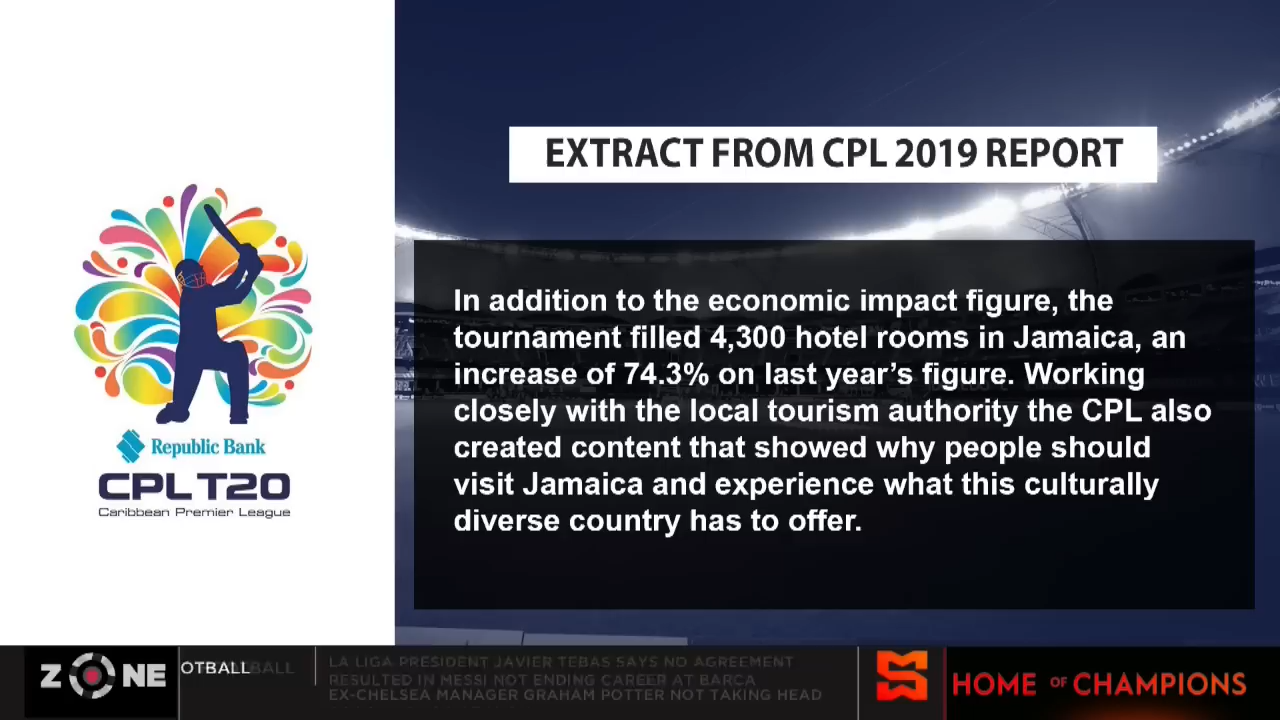 EXTRACT FROM CPL 2019 REPORT
In addition to the economic impact figure, the
tournament filled 4,300 hotel rooms in Jamaica, an
increase of 74.3% on last year's figure. Working
closely with the local tourism authority the CPL also
created content that showed why people should
visit Jamaica and experience what this culturally
diverse country has to offer.
Republic Bank
CPL T20
Caribbean Premier League
ZONE
OTBALL
LA LIGA PRESIDENT JAVIER TEBAS SAYS NO AGREEMENT
RESULTED IN MESSI NOT ENDING CAREER AT BARCA
EX-CHELSEA MANAGER GRAHAM POTTER NOT TAKING HEAD
HOME OF CHAMPIONS